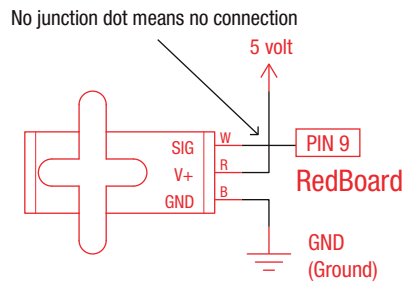 No junction dot means no connection
5 volt
SIG
W
PIN 9
V+
R
RedBoard
GND
B
GND
(Ground)